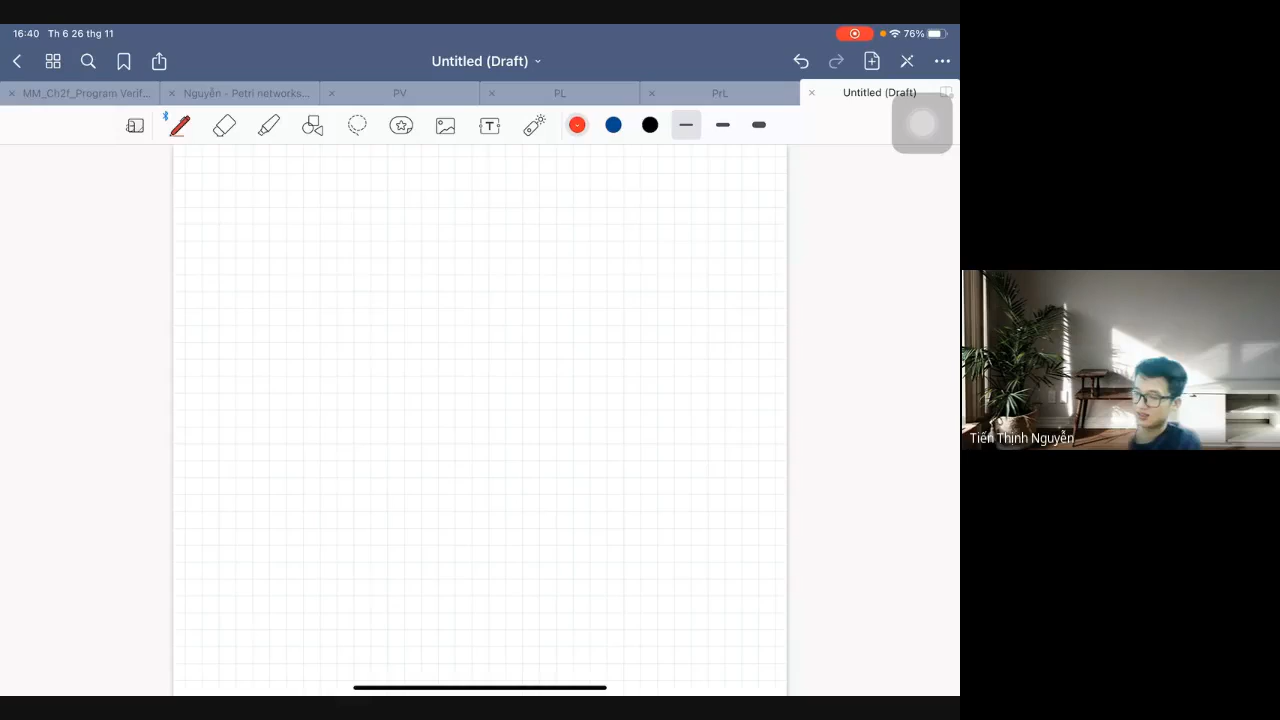 16:40 Th 6 26 thg 11
76%
Untitled (Draft)
MM_Ch2f_Program Verif...
Nguyễn - Petri networks...
PV
PL
PrL
Untitled (Draft)
T
Tiến Thịnh Nguyễn